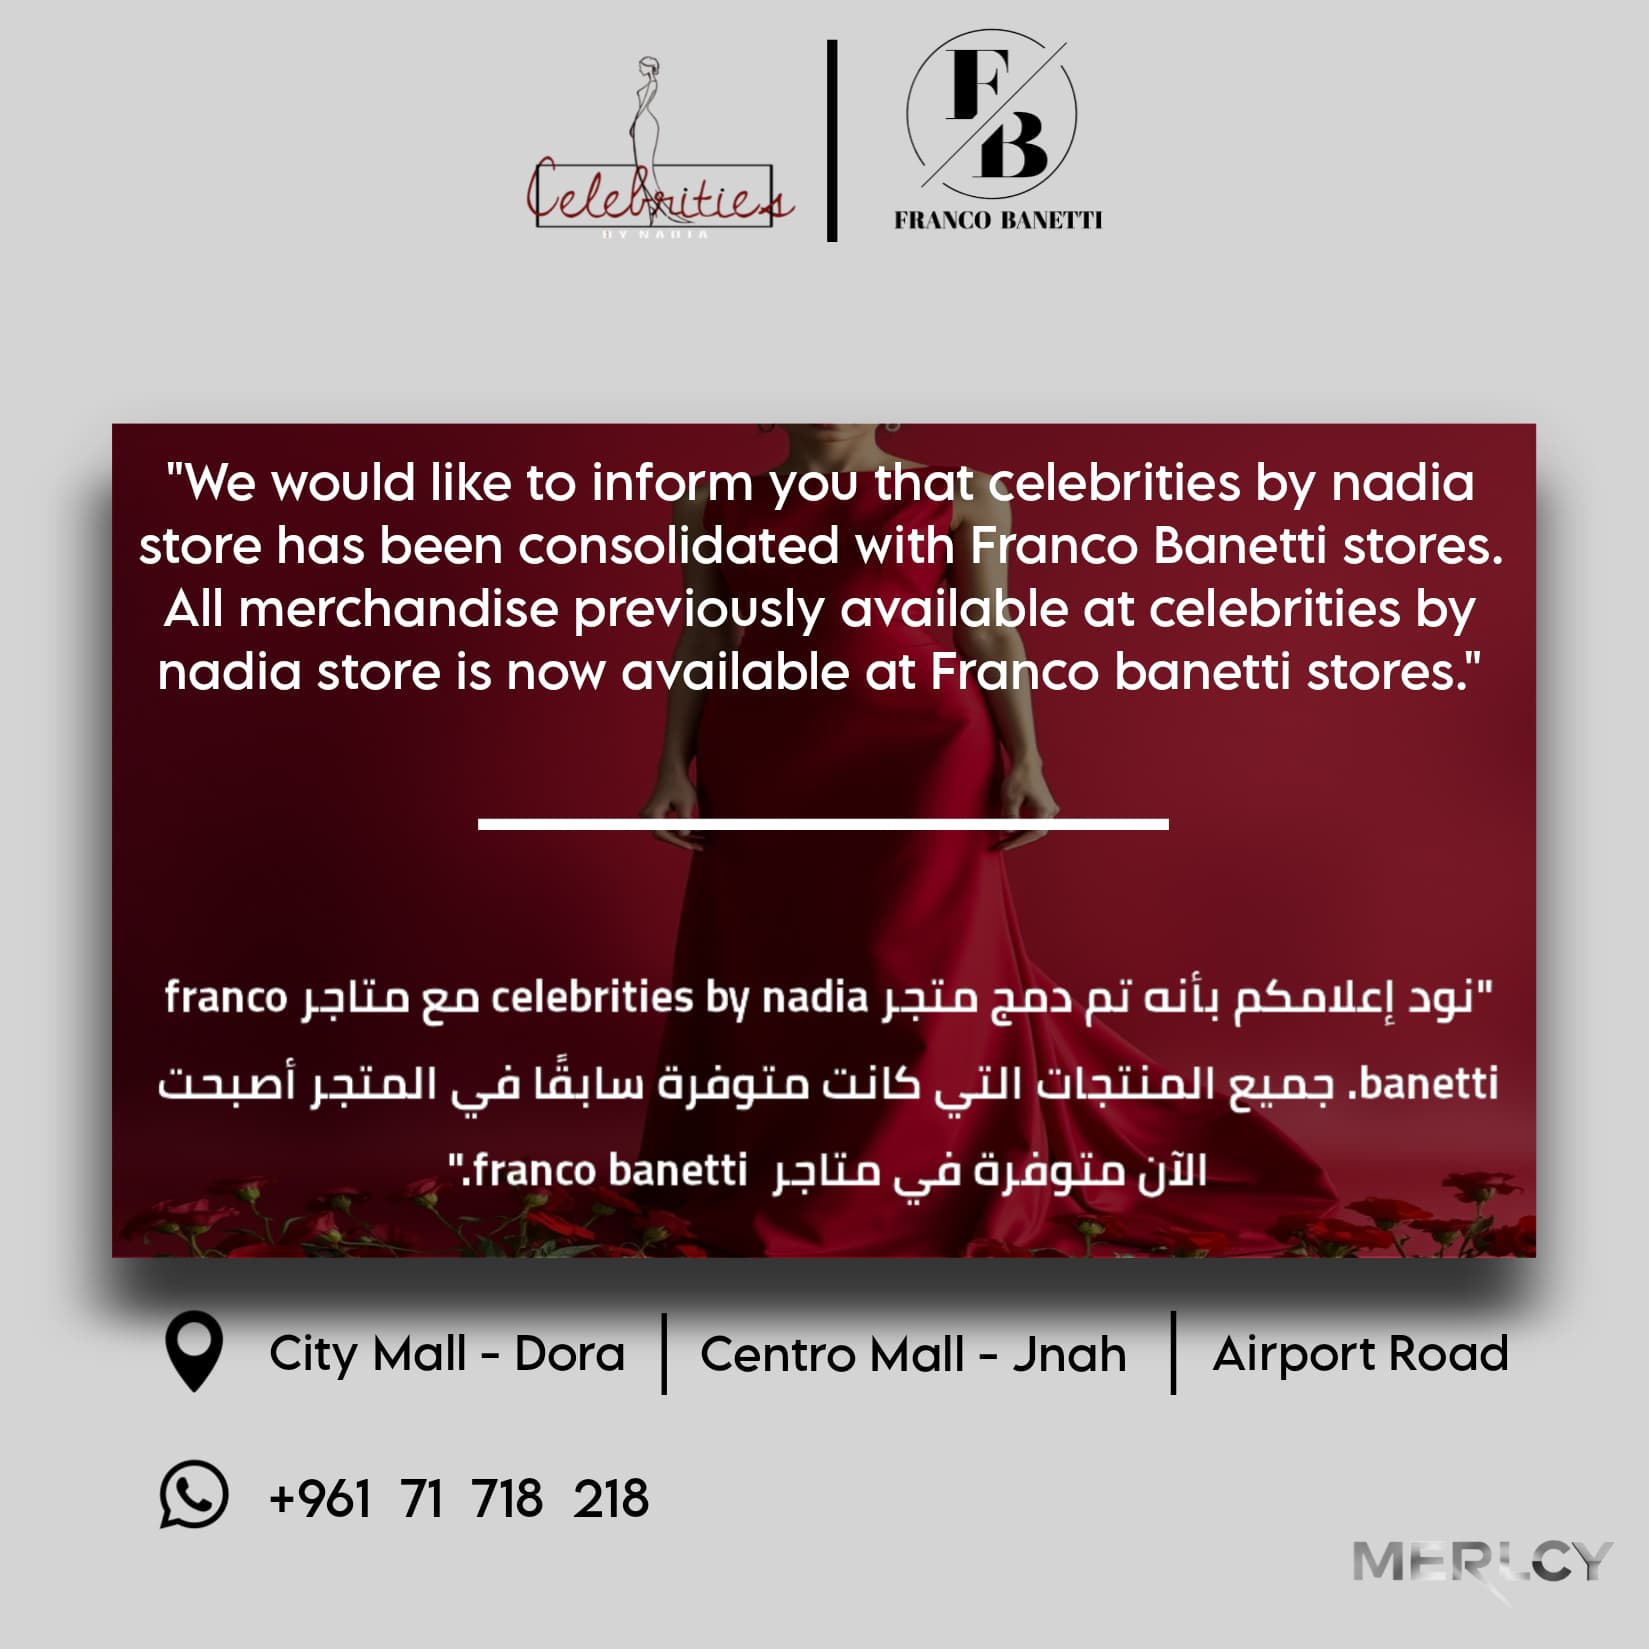 Celebrities
BY NADIA
FB
FRANCO BANETTI
"We would like to inform you that celebrities by nadia
store has been consolidated with Franco Banetti stores.
All merchandise previously available at celebrities by
nadia store is now available at Franco banetti stores."
"نود إعلامكم بأنه تم دمج متجر celebrities by nadia مع متاجر franco
banetti. جميع المنتجات التي كانت متوفرة سابقًا في المتجر أصبحت
الآن متوفرة في متاجر franco banetti."
City Mall - Dora | Centro Mall - Jnah | Airport Road
+961 71 718 218
MERLCY